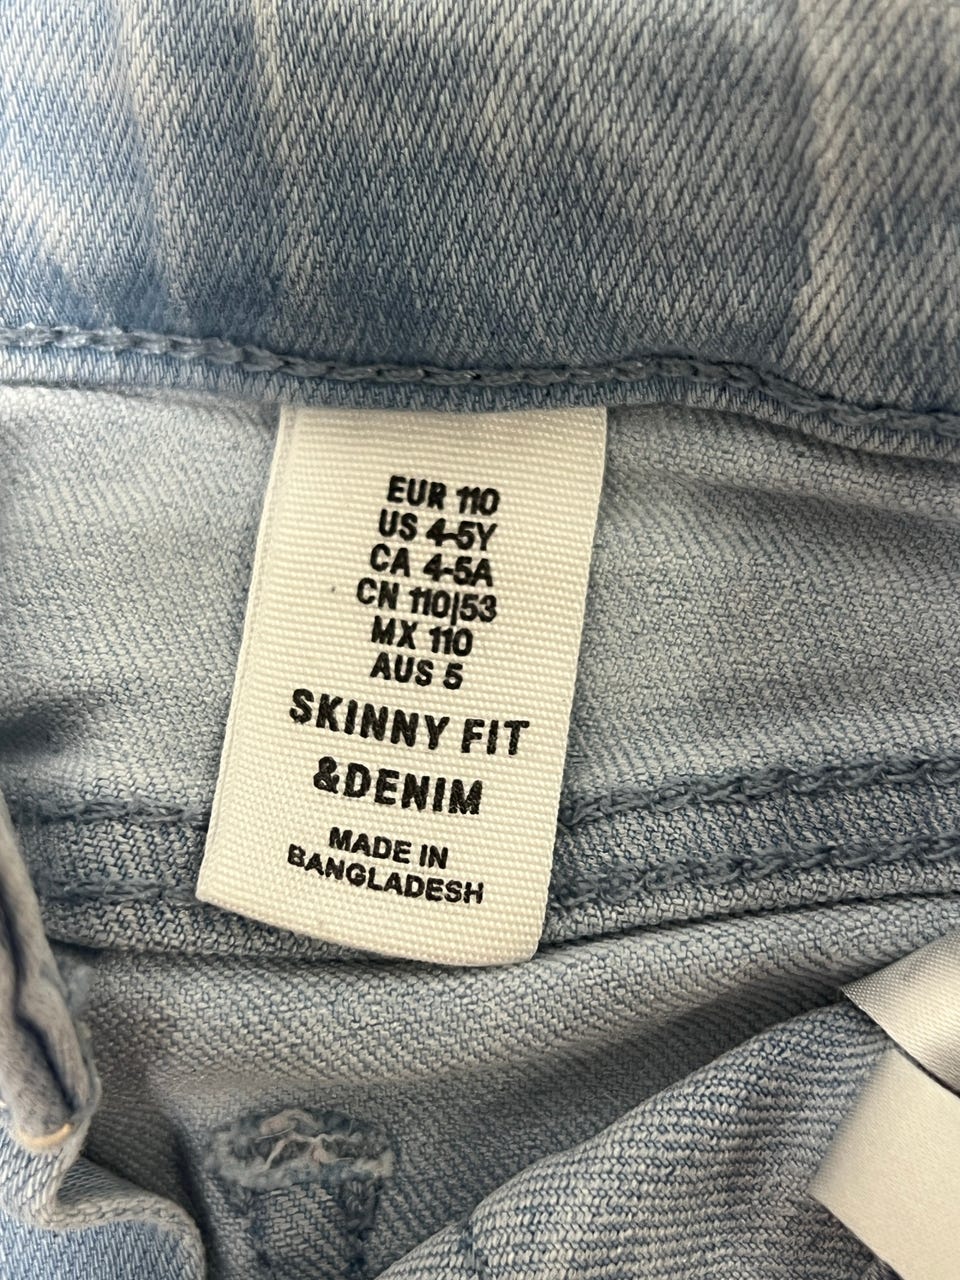 EUR 110
US 4-5Y
CA 4-5A
CN 110|53
MX 110
AUS 5
SKINNY FIT
&DENIM
MADE IN
BANGLADESH